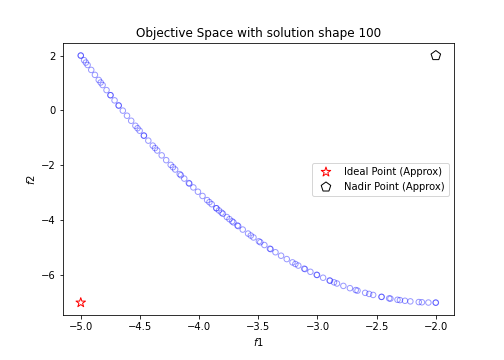 Objective Space with solution shape 100
f2
2
0
−2
−4
−6
Ideal Point (Approx)
Nadir Point (Approx)
−5.0 −4.5 −4.0 −3.5 −3.0 −2.5 −2.0
f1